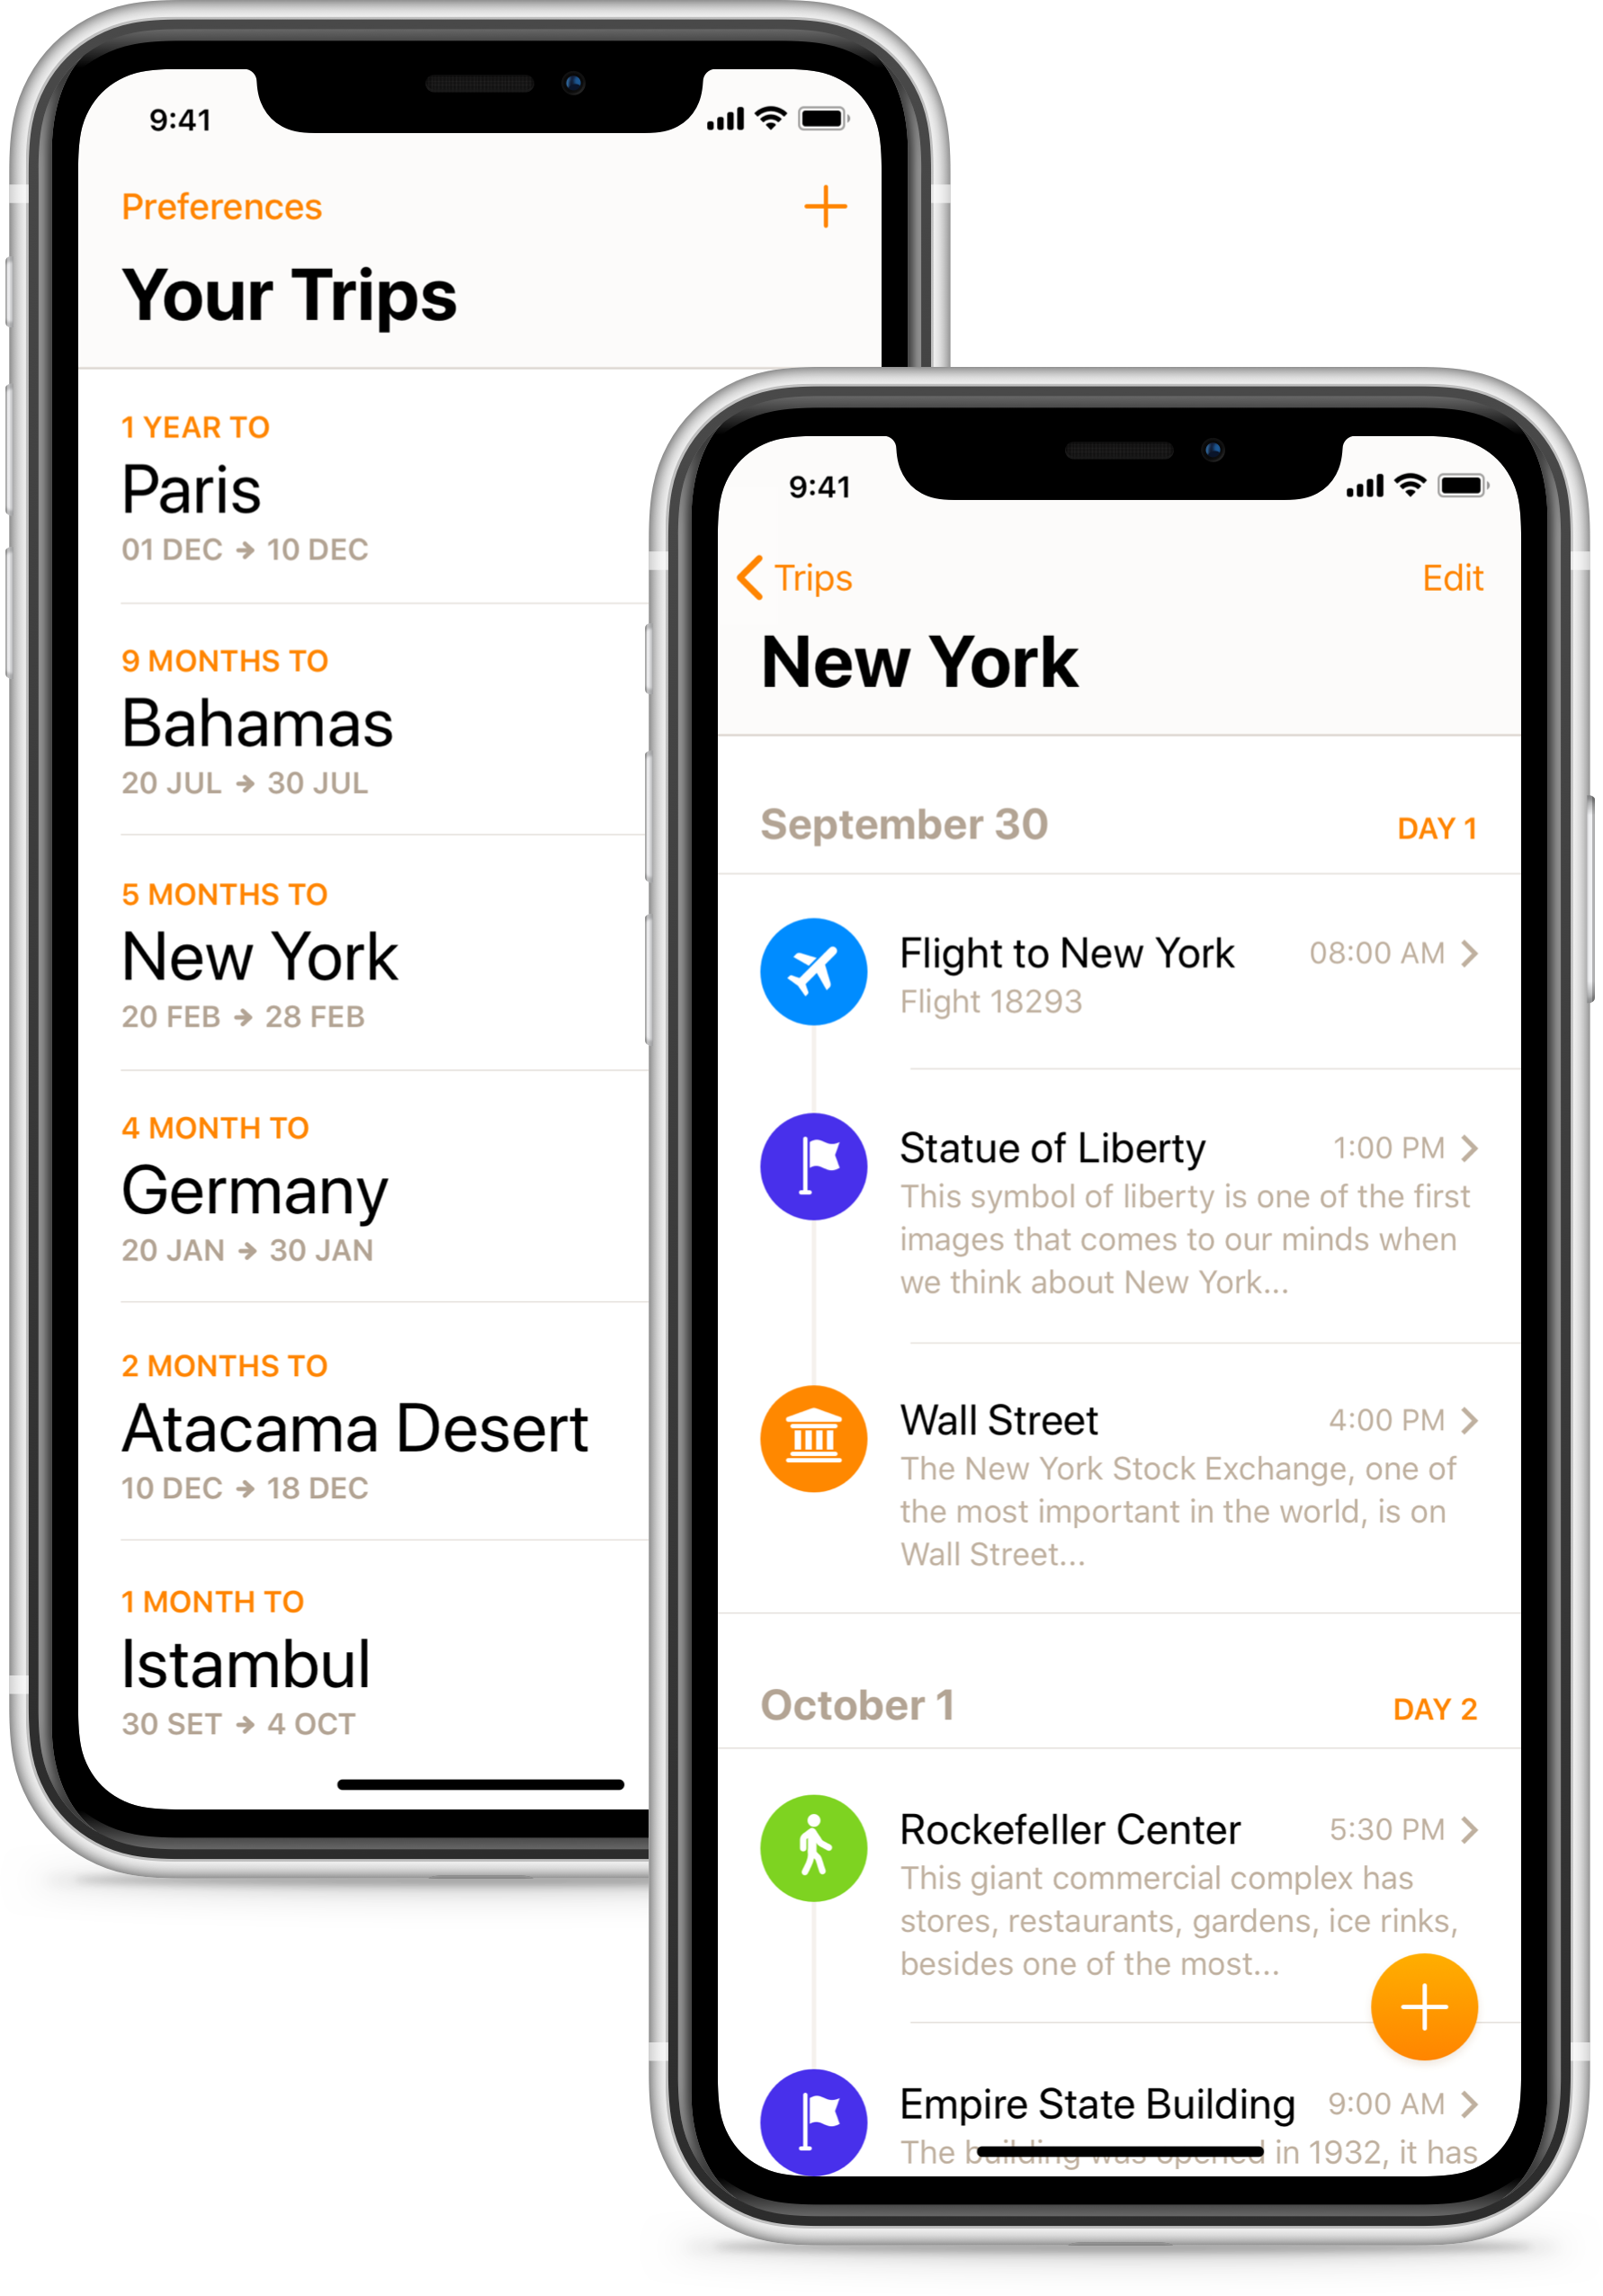 9:41
Preferences
Your Trips
1 YEAR TO
Paris
01 DEC → 10 DEC
9 MONTHS TO
Bahamas
20 JUL → 30 JUL
5 MONTHS TO
New York
20 FEB → 28 FEB
4 MONTH TO
Germany
20 JAN → 30 JAN
2 MONTHS TO
Atacama Desert
10 DEC → 18 DEC
1 MONTH TO
Istambul
30 SET → 4 OCT
9:41
Trips
Edit
New York
September 30
DAY 1
Flight to New York
08:00 AM
Flight 18293
Statue of Liberty
1:00 PM
This symbol of liberty is one of the first
images that comes to our minds when
we think about New York...
Wall Street
4:00 PM
The New York Stock Exchange, one of
the most important in the world, is on
Wall Street...
October 1
DAY 2
Rockefeller Center
5:30 PM
This giant commercial complex has
stores, restaurants, gardens, ice rinks,
besides one of the most...
Empire State Building
9:00 AM
The building was opened in 1932, it has